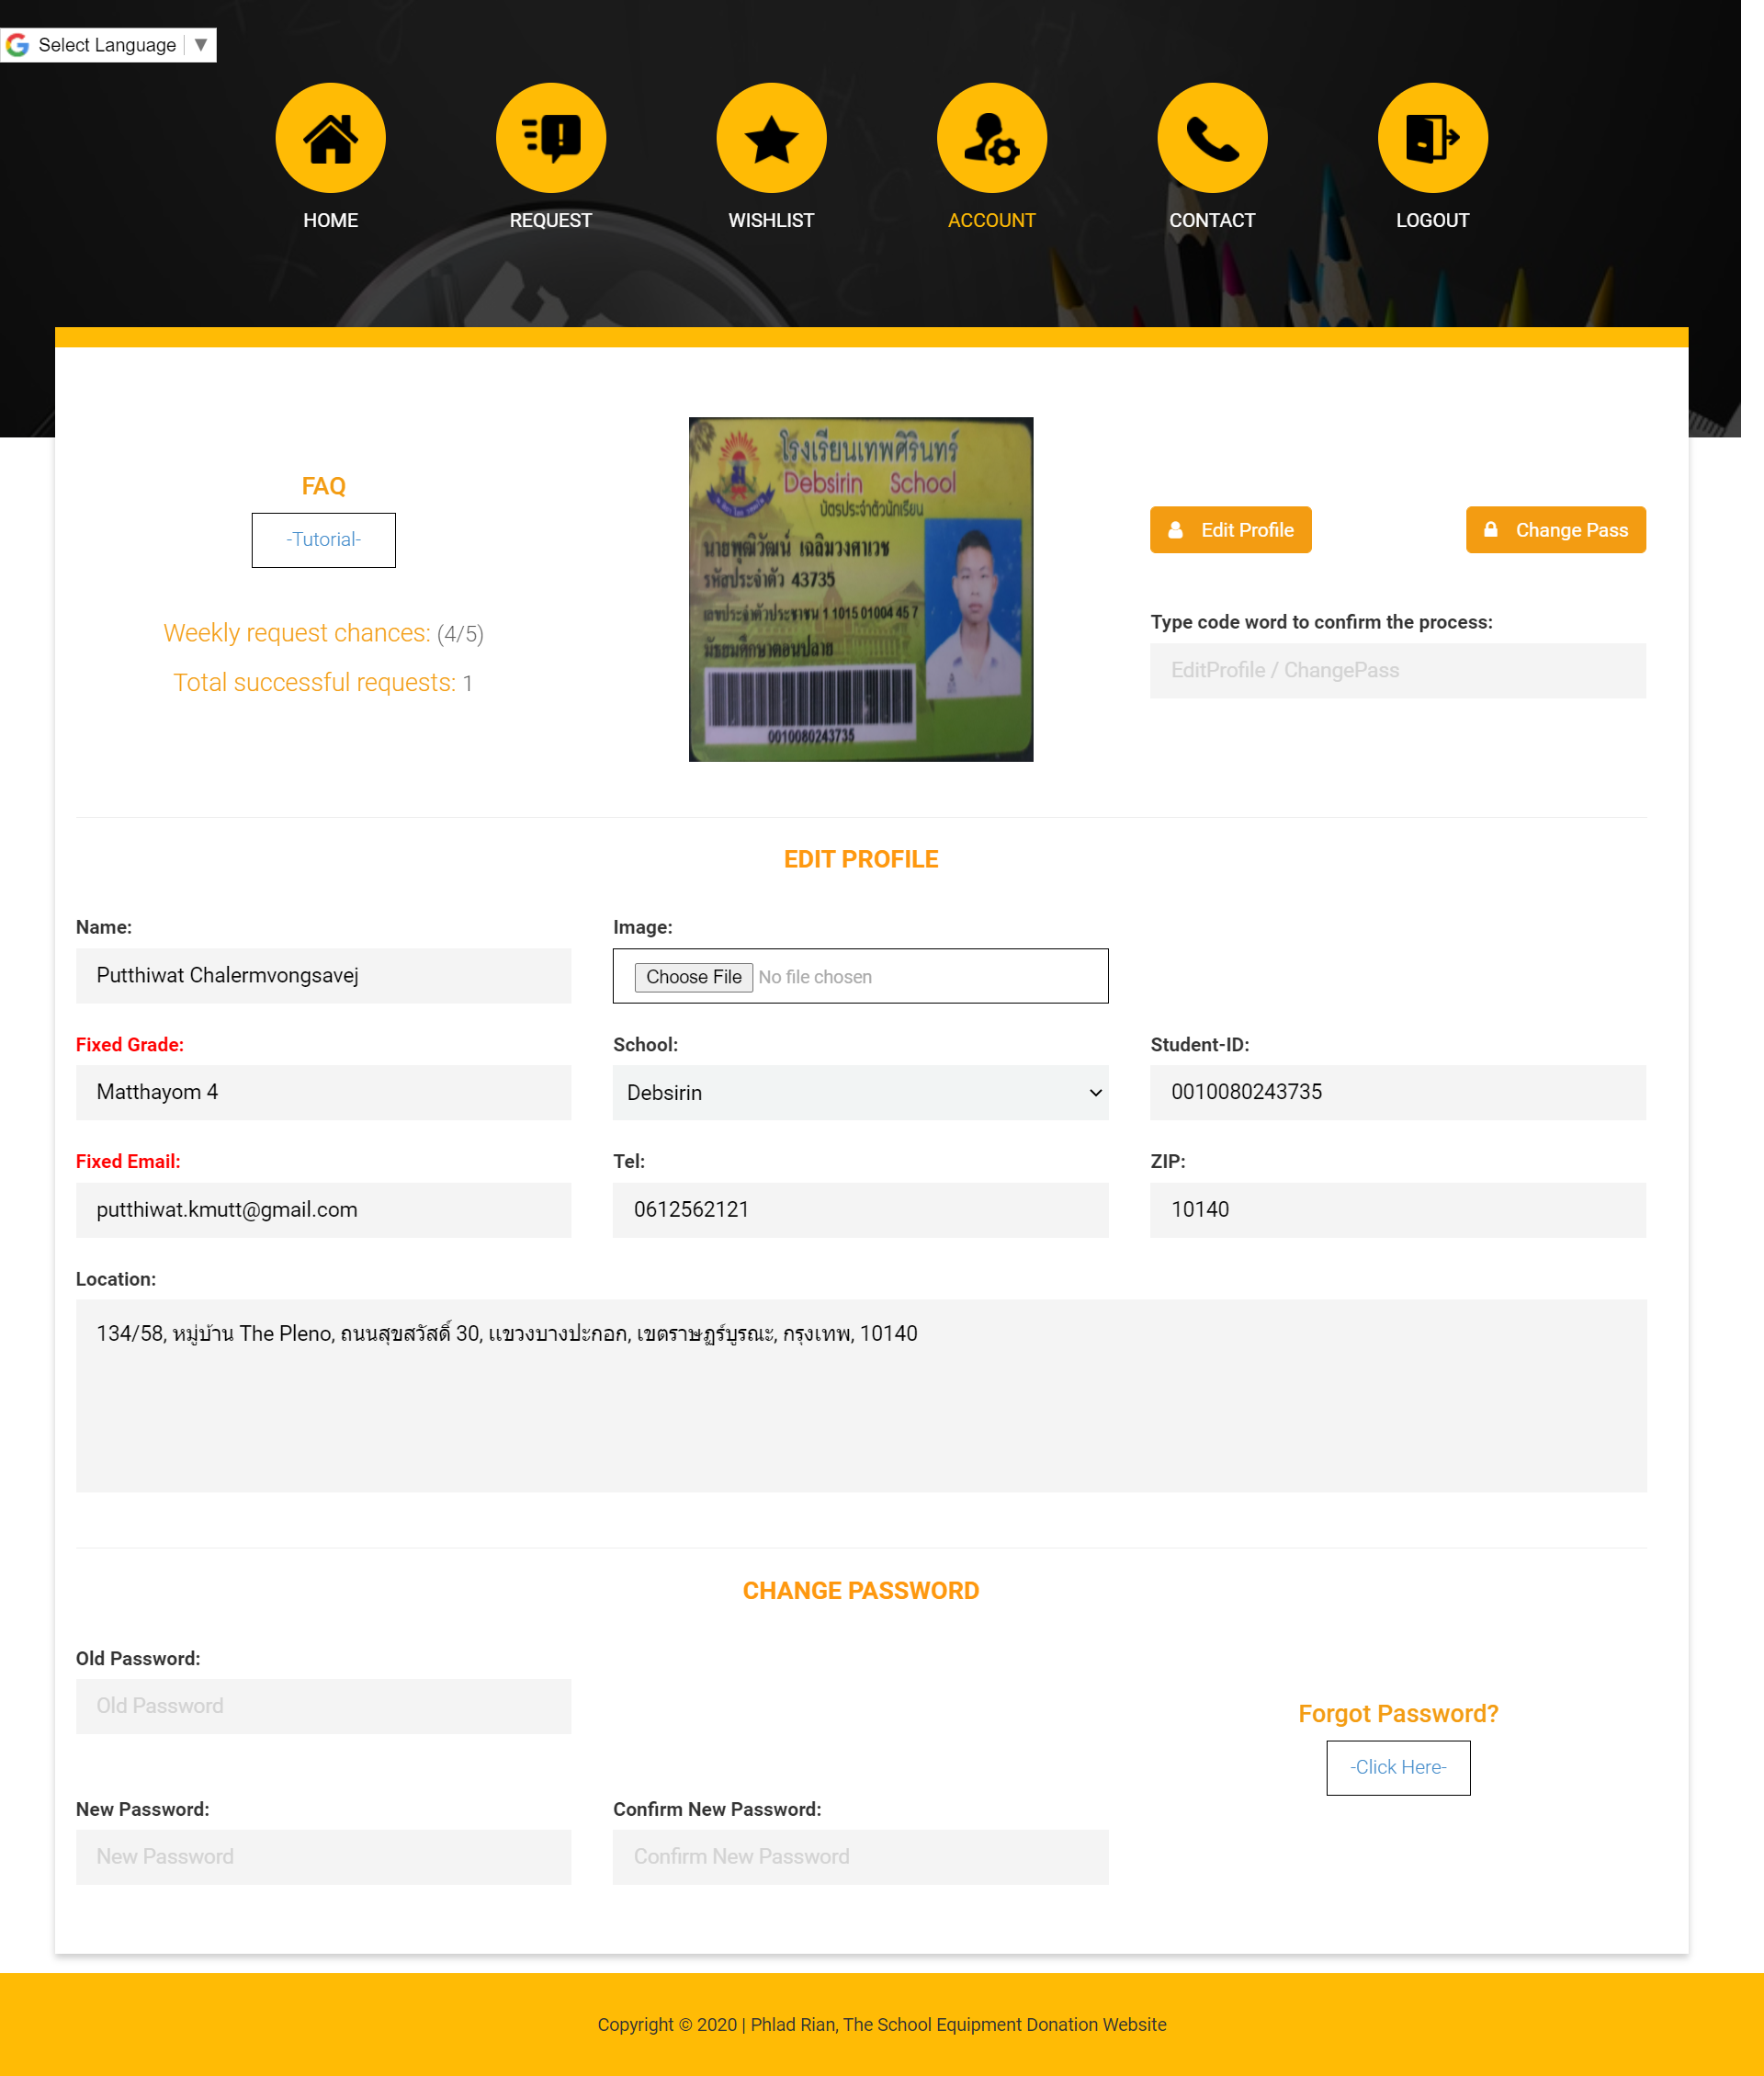 Select Language ▼
HOME
REQUEST
WISHLIST
ACCOUNT
CONTACT
LOGOUT
FAQ
-Tutorial-
Weekly request chances: (4/5)
Total successful requests: 1
โรงเรียนเทพศิรินทร์
Debsirin School
บัตรประจำตัวนักเรียน
นายพุฒิวัฒน์ เฉลิมวงศาเวช
รหัสประจำตัว 43735
เลขประจำตัวประชาชน 1 1015 01004 45 7
มัธยมศึกษาตอนปลาย
0010080243735
Edit Profile
Change Pass
Type code word to confirm the process:
EditProfile / ChangePass
EDIT PROFILE
Name:
Putthiwat Chalermvongsavej
Image:
Choose File No file chosen
Fixed Grade:
Matthayom 4
School:
Debsirin
Student-ID:
0010080243735
Fixed Email:
putthiwat.kmutt@gmail.com
Tel:
0612562121
ZIP:
10140
Location:
134/58, หมู่บ้าน The Pleno, ถนนสุขสวัสดิ์ 30, แขวงบางปะกอก, เขตราษฎร์บูรณะ, กรุงเทพ, 10140
CHANGE PASSWORD
Old Password:
Old Password
Forgot Password?
-Click Here-
New Password:
New Password
Confirm New Password:
Confirm New Password
Copyright © 2020 | Phlad Rian, The School Equipment Donation Website